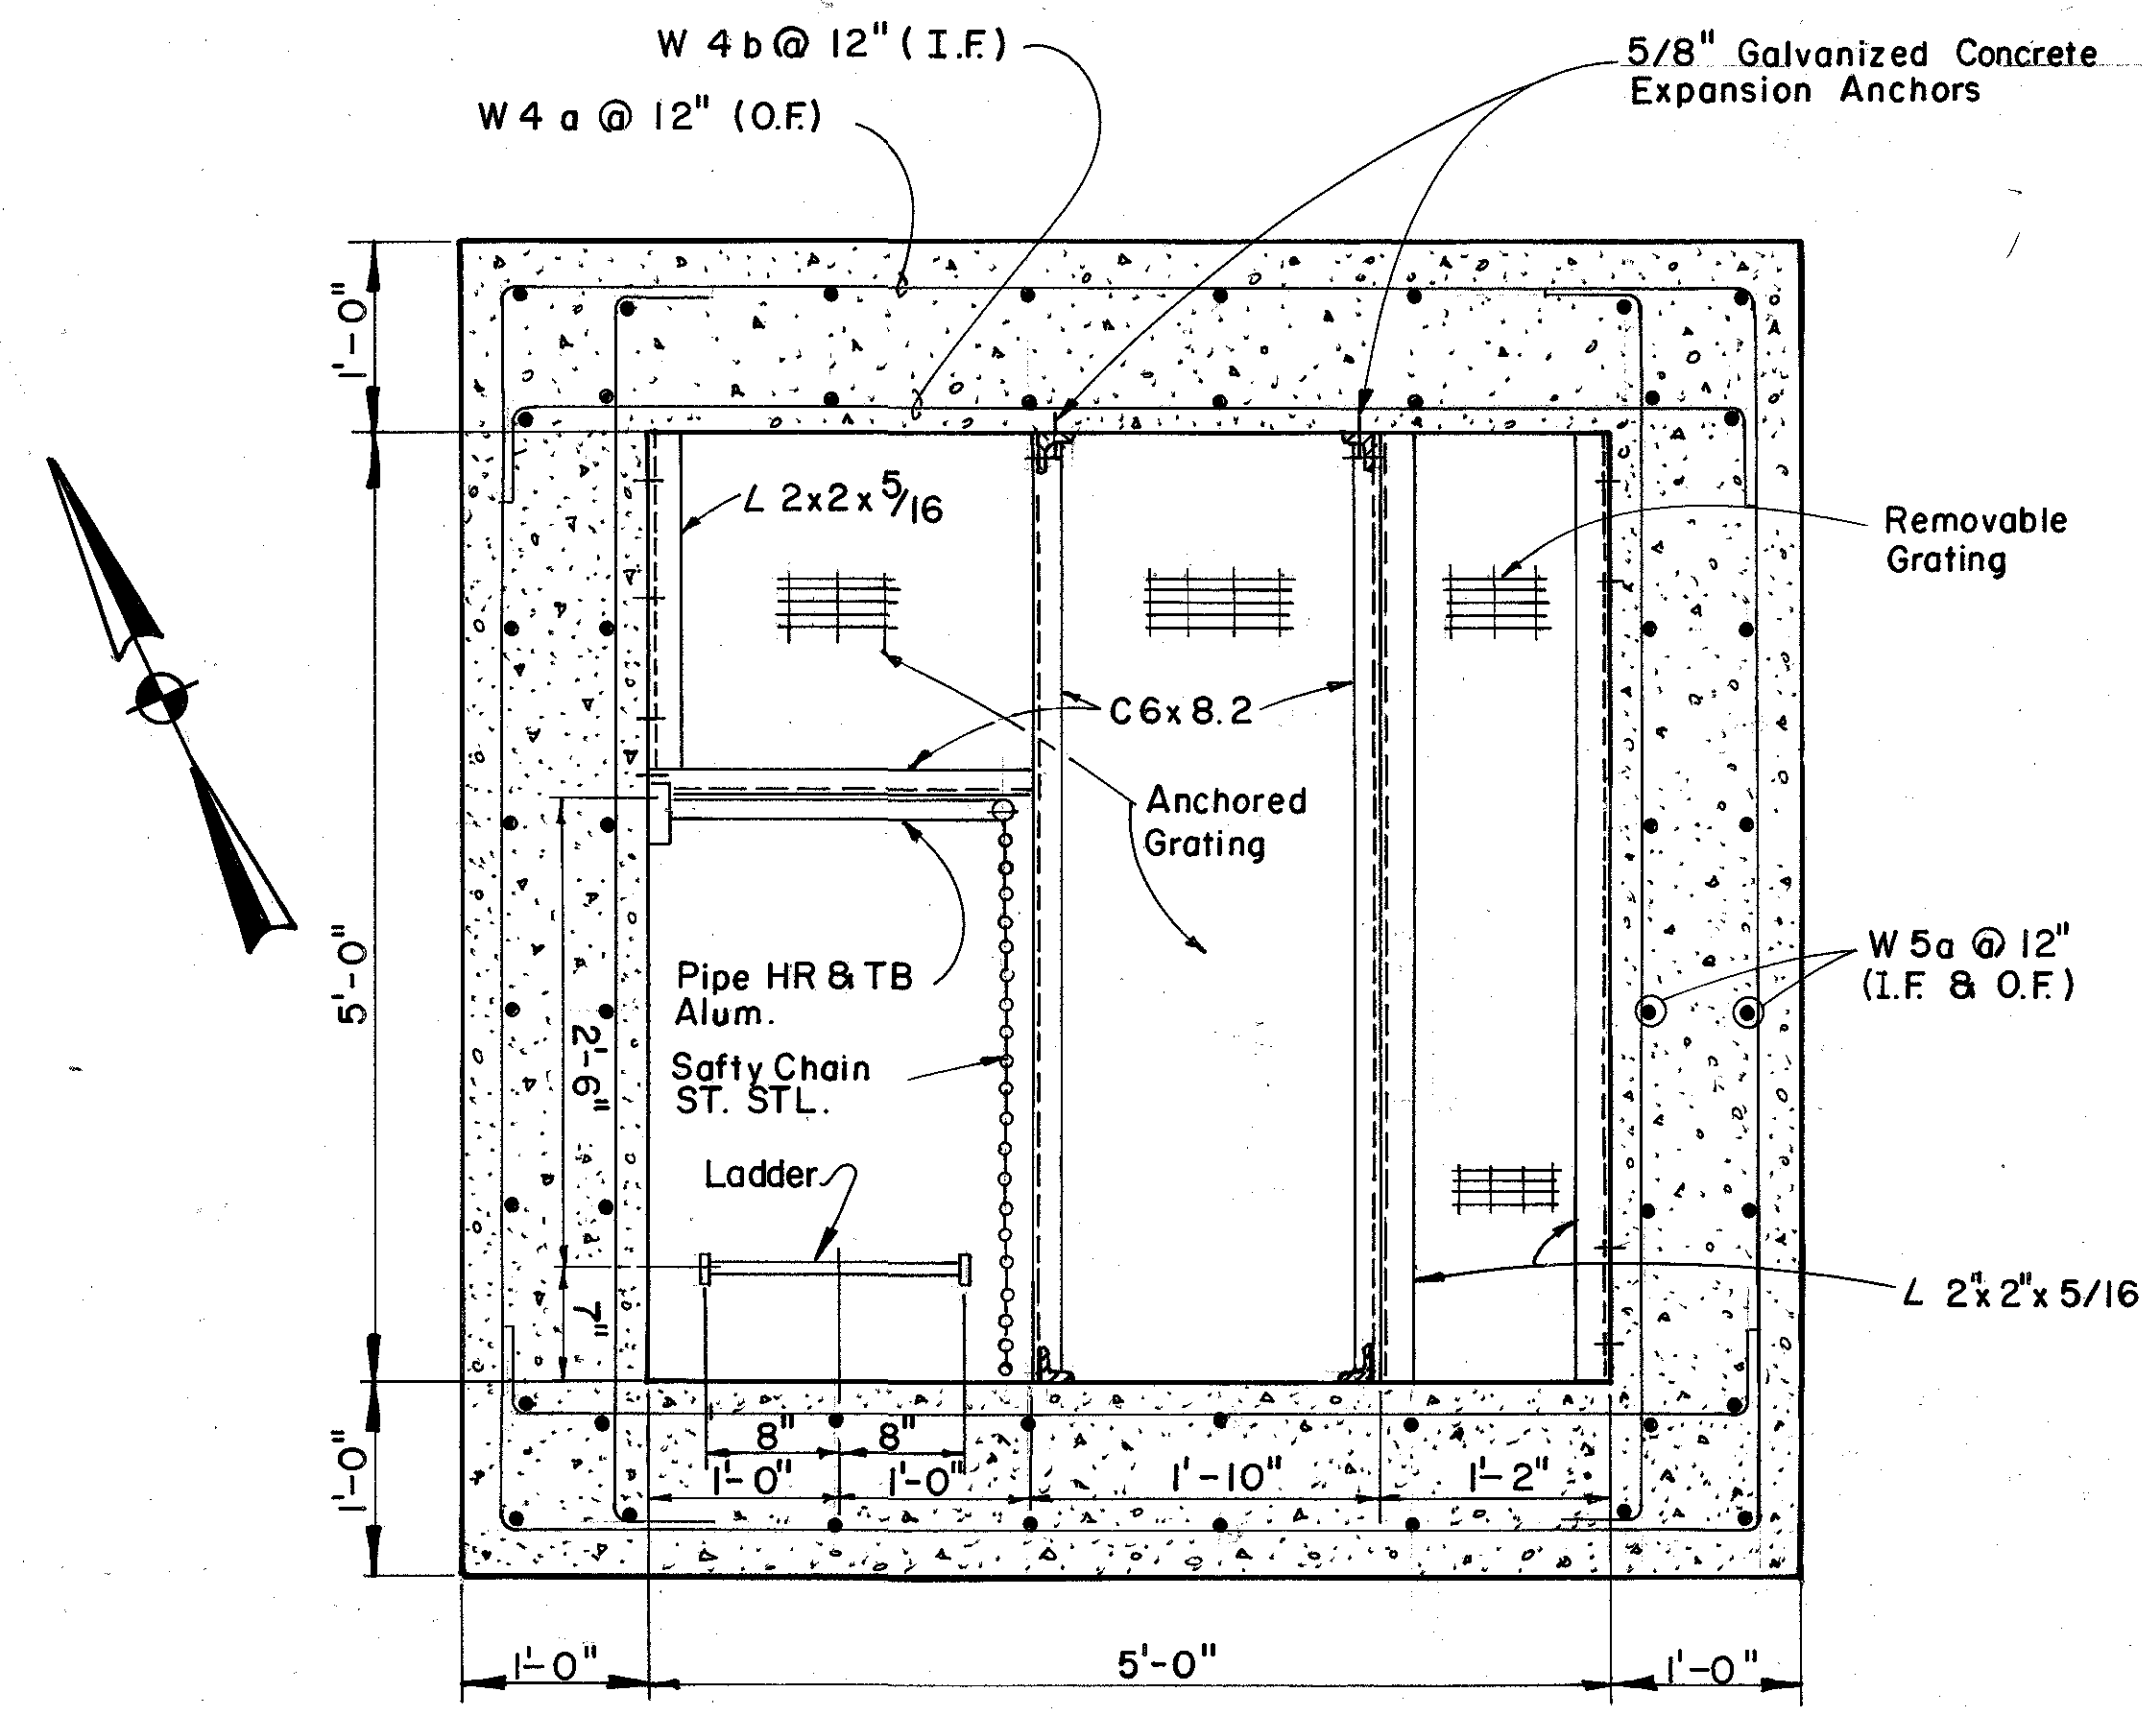 W 4 b @ 12" ( I.F. )
W 4 a @ 12" (O.F.)
5/8" Galvanized Concrete
Expansion Anchors
1'-0"
L 2x2x 5/16
Removable
Grating
C 6 x 8.2
Anchored
Grating
5'-0"
W 5a @ 12"
(I.F. & O.F.)
Pipe HR & TB
Alum.
2'-6"
Safty Chain
ST. STL.
Ladder
L 2"x 2"x 5/16
7"
8"
8"
1'-0"
1'-0"
1'-0"
1'-10"
1'-2"
1'-0"
5'-0"
1'-0"